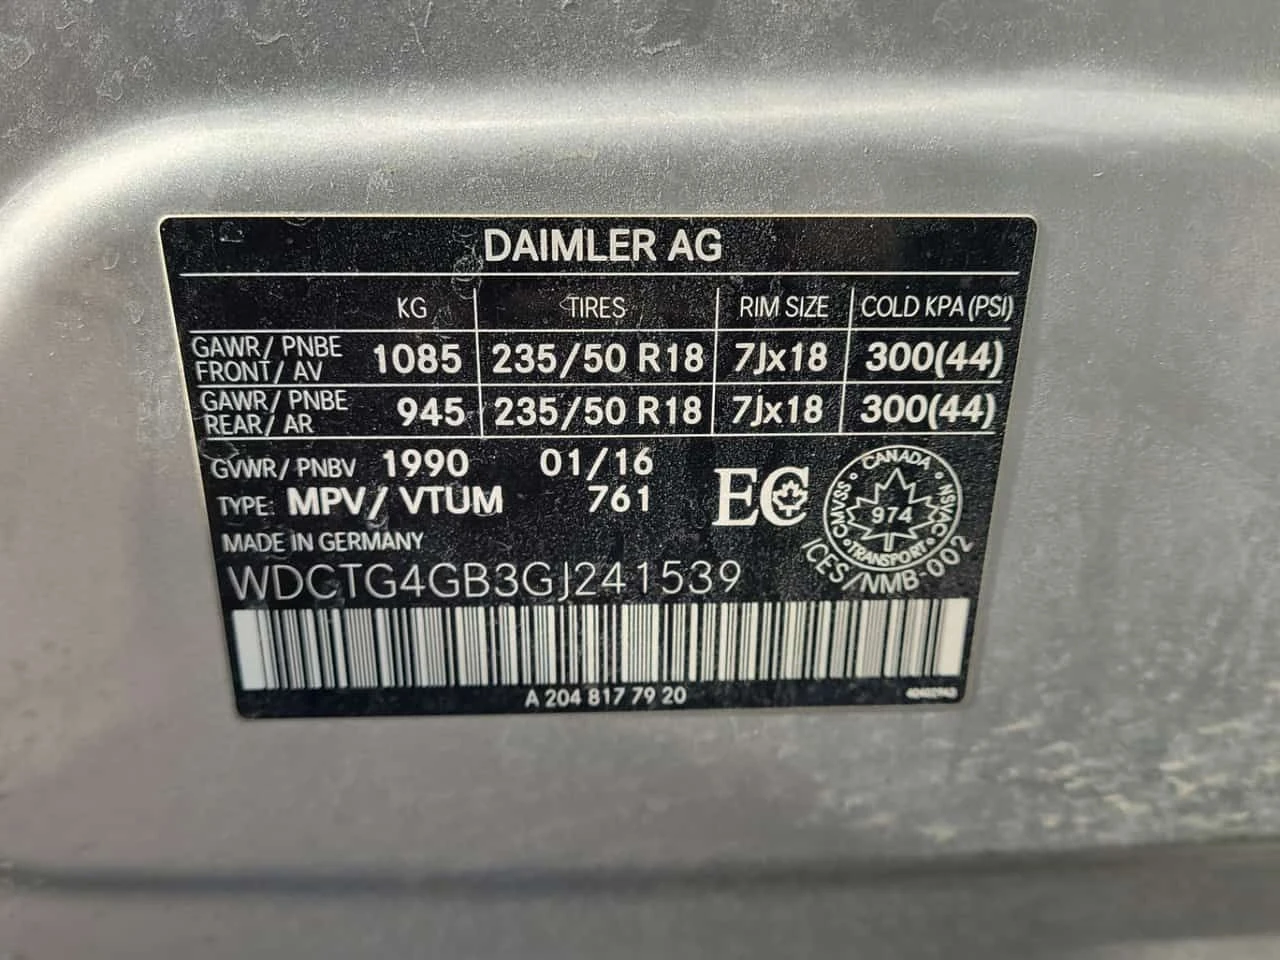 DAIMLER AG
KG TIRES RIM SIZE COLD KPA (PSI)
GAWR/ PNBE FRONT/ AV 1085 235/50 R18 7Jx18 300(44)
GAWR/ PNBE REAR/ AR 945 235/50 R18 7Jx18 300(44)
GVWR/ PNBV 1990 01/16
TYPE: MPV/ VTUM 761
EC
CANADA
CMVSS 974 NSVAC
TRANSPORT
ICES/NMB-002
MADE IN GERMANY
WDCTG4GB3GJ241539
A 204 817 79 20